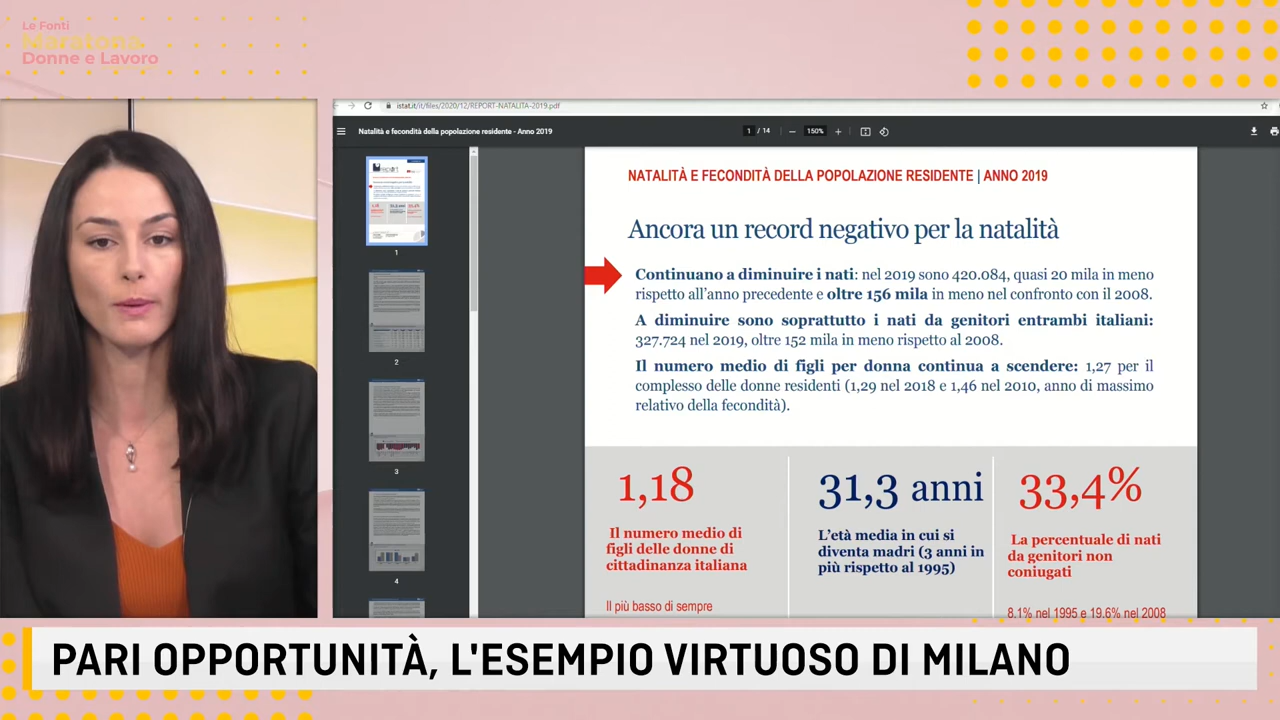 Le Fonti
Maratona
Donne e Lavoro
istat.it/it/files/2020/12/REPORT-NATALITA-2019.pdf
Natalità e fecondità della popolazione residente - Anno 2019
1 / 14
150%
NATALITÀ E FECONDITÀ DELLA POPOLAZIONE RESIDENTE | ANNO 2019
Ancora un record negativo per la natalità
Continuano a diminuire i nati: nel 2019 sono 420.084, quasi 20 mila in meno
rispetto all'anno precedente e oltre 156 mila in meno nel confronto con il 2008.
A diminuire sono soprattutto i nati da genitori entrambi italiani:
327.724 nel 2019, oltre 152 mila in meno rispetto al 2008.
Il numero medio di figli per donna continua a scendere: 1,27 per il
complesso delle donne residenti (1,29 nel 2018 e 1,46 nel 2010, anno di massimo
relativo della fecondità).
1,18
Il numero medio di
figli delle donne di
cittadinanza italiana
Il più basso di sempre
31,3 anni
L'età media in cui si
diventa madri (3 anni in
più rispetto al 1995)
33,4%
La percentuale di nati
da genitori non
coniugati
8.1% nel 1995 e 19.6% nel 2008
1
2
3
4
PARI OPPORTUNITÀ, L'ESEMPIO VIRTUOSO DI MILANO